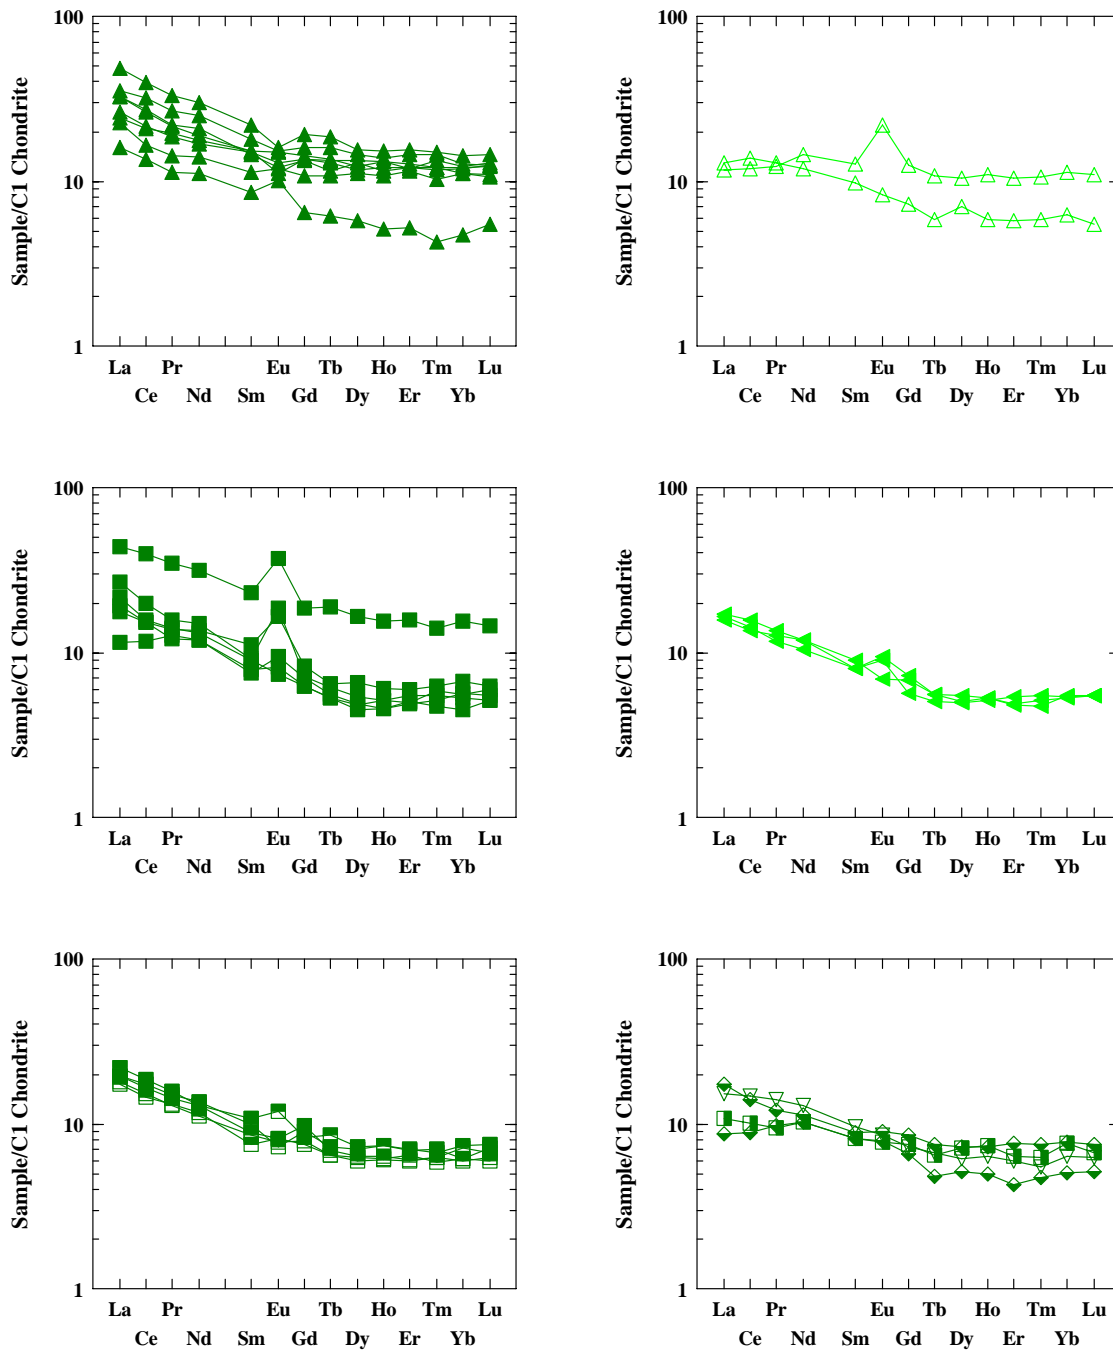 100
10
1
Sample/C1 Chondrite
La Pr Eu Tb Ho Tm Lu
Ce Nd Sm Gd Dy Er Yb
100
10
1
Sample/C1 Chondrite
La Pr Eu Tb Ho Tm Lu
Ce Nd Sm Gd Dy Er Yb
100
10
1
Sample/C1 Chondrite
La Pr Eu Tb Ho Tm Lu
Ce Nd Sm Gd Dy Er Yb
100
10
1
Sample/C1 Chondrite
La Pr Eu Tb Ho Tm Lu
Ce Nd Sm Gd Dy Er Yb
100
10
1
Sample/C1 Chondrite
La Pr Eu Tb Ho Tm Lu
Ce Nd Sm Gd Dy Er Yb
100
10
1
Sample/C1 Chondrite
La Pr Eu Tb Ho Tm Lu
Ce Nd Sm Gd Dy Er Yb